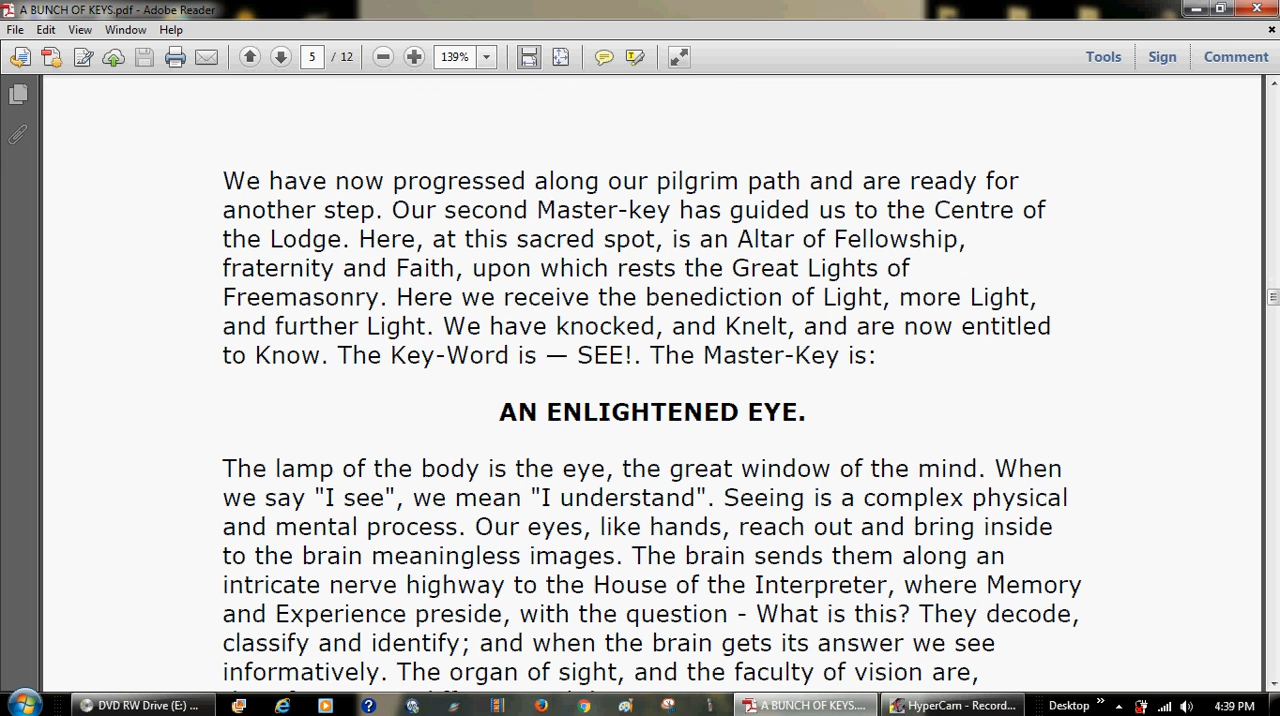 A BUNCH OF KEYS.pdf - Adobe Reader
File Edit View Window Help
5 / 12 139% Tools Sign Comment
We have now progressed along our pilgrim path and are ready for
another step. Our second Master-key has guided us to the Centre of
the Lodge. Here, at this sacred spot, is an Altar of Fellowship,
fraternity and Faith, upon which rests the Great Lights of
Freemasonry. Here we receive the benediction of Light, more Light,
and further Light. We have knocked, and Knelt, and are now entitled
to Know. The Key-Word is — SEE!. The Master-Key is:
AN ENLIGHTENED EYE.
The lamp of the body is the eye, the great window of the mind. When
we say "I see", we mean "I understand". Seeing is a complex physical
and mental process. Our eyes, like hands, reach out and bring inside
to the brain meaningless images. The brain sends them along an
intricate nerve highway to the House of the Interpreter, where Memory
and Experience preside, with the question - What is this? They decode,
classify and identify; and when the brain gets its answer we see
informatively. The organ of sight, and the faculty of vision are,
DVD RW Drive (E:) ... A BUNCH OF KEYS.... HyperCam - Record... Desktop » 4:39 PM